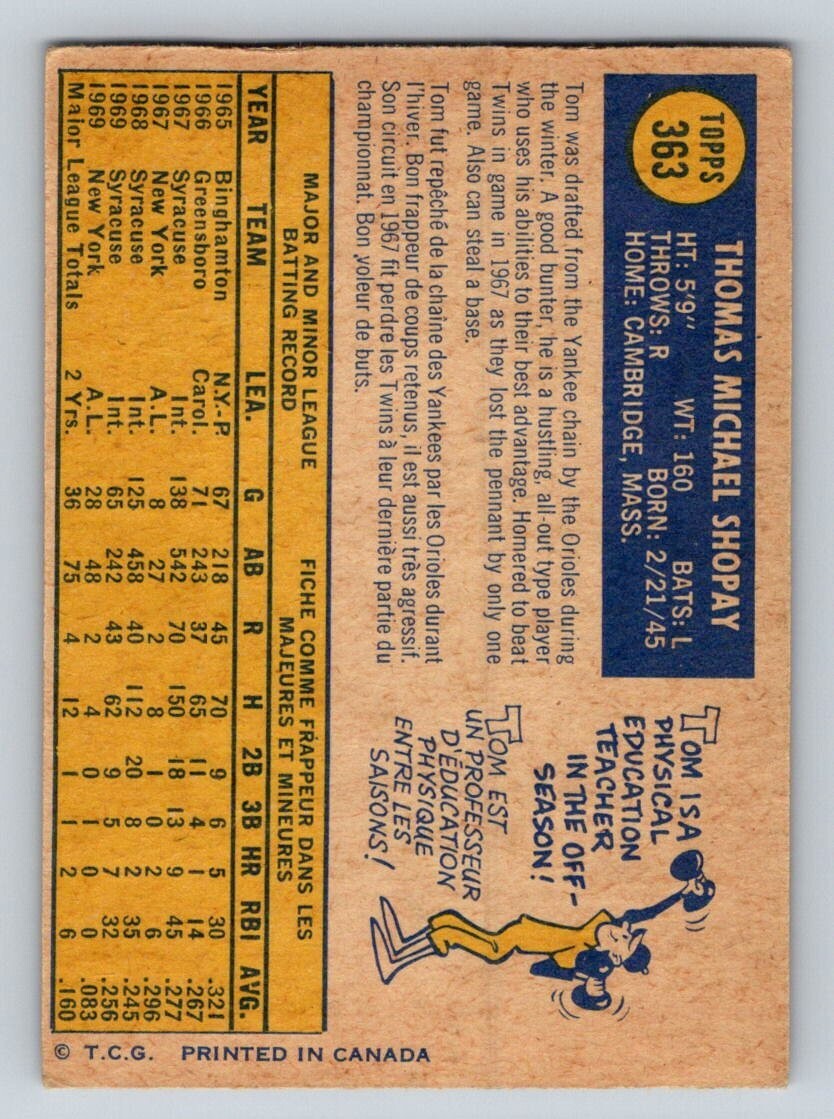 TOPPS
363
THOMAS MICHAEL SHOPAY
HT: 5'9" WT: 160 BATS: L
THROWS: R BORN: 2/21/45
HOME: CAMBRIDGE, MASS.
Tom was drafted from the Yankee chain by the Orioles during
the winter. A good bunter, he is a hustling, all-out type player
who uses his abilities to their best advantage. Homered to beat
Twins in game in 1967 as they lost the pennant by only one
game. Also can steal a base.
Tom fut repêché de la chaîne des Yankees par les Orioles durant
l'hiver. Bon frappeur de coups retenus, il est aussi très agressif.
Son circuit en 1967 fit perdre les Twins à leur dernière partie du
championnat. Bon voleur de buts.
TOM IS A
PHYSICAL
EDUCATION
TEACHER
IN THE OFF-
SEASON!
TOM EST
UN PROFESSEUR
D'ÉDUCATION
PHYSIQUE
ENTRE LES
SAISONS!
MAJOR AND MINOR LEAGUE
BATTING RECORD
FICHE COMME FRAPPEUR DANS LES
MAJEURES ET MINEURES
YEAR TEAM LEA. G AB R H 2B 3B HR RBI AVG.
1965 Binghamton N.Y.-P. 67 218 45 70 9 6 5 30 .321
1966 Greensboro Carol. 71 243 37 65 11 4 1 14 .267
1967 Syracuse Int. 138 542 70 150 18 13 9 45 .277
1967 New York A.L. 8 27 2 8 1 0 2 6 .296
1968 Syracuse Int. 125 458 40 112 20 8 2 35 .245
1969 Syracuse Int. 65 242 43 62 9 5 7 32 .256
1969 New York A.L. 28 48 2 4 0 1 0 0 .083
Major League Totals 2 Yrs. 36 75 4 12 1 1 2 6 .160
© T.C.G. PRINTED IN CANADA